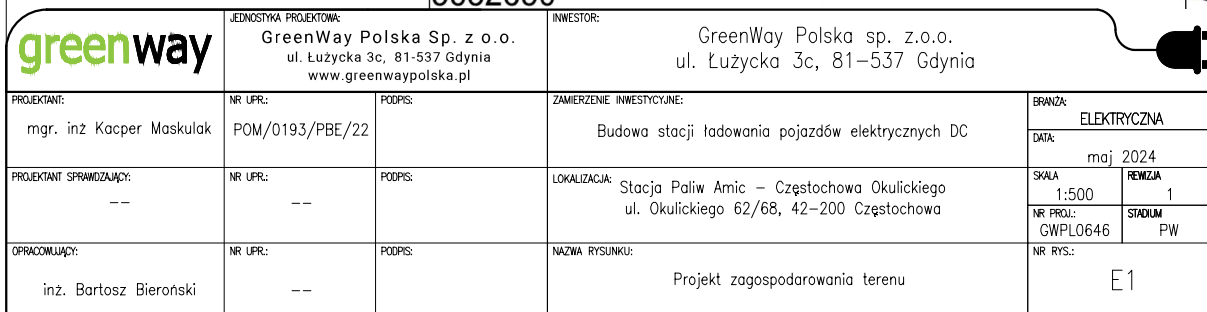 greenway
JEDNOSTYKA PROJEKTOWA:
GreenWay Polska Sp. z o.o.
ul. Łużycka 3c, 81-537 Gdynia
www.greenwaypolska.pl
INWESTOR:
GreenWay Polska sp. z.o.o.
ul. Łużycka 3c, 81-537 Gdynia
PROJEKTANT:
mgr. inż Kacper Maskulak
NR UPR.:
POM/0193/PBE/22
PODPIS:
ZAMIERZENIE INWESTYCYJNE:
Budowa stacji ładowania pojazdów elektrycznych DC
BRANŻA:
ELEKTRYCZNA
DATA:
maj 2024
PROJEKTANT SPRAWDZAJĄCY:
--
NR UPR.:
--
PODPIS:
LOKALIZACJA:
Stacja Paliw Amic - Częstochowa Okulickiego
ul. Okulickiego 62/68, 42-200 Częstochowa
SKALA
1:500
REWIZJA
1
NR PROJ.:
GWPL0646
STADIUM
PW
OPRACOWUJĄCY:
inż. Bartosz Bieroński
NR UPR.:
--
PODPIS:
NAZWA RYSUNKU:
Projekt zagospodarowania terenu
NR RYS.:
E1